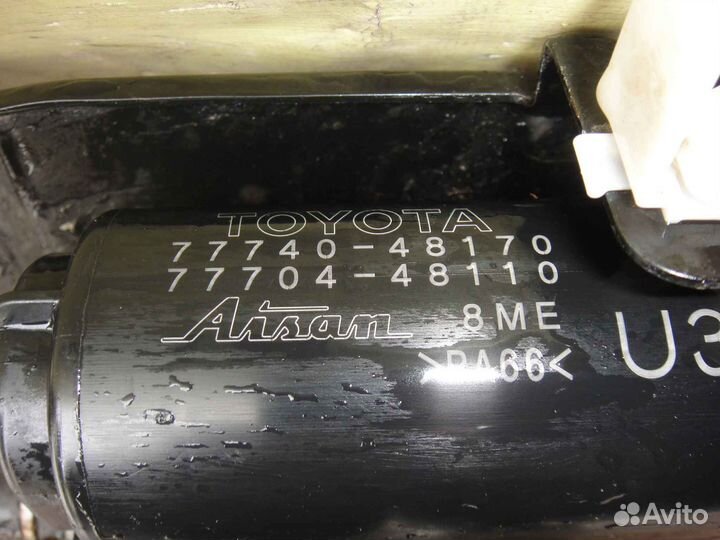 TOYOTA
77740-48170
77704-48110
Aisan 8ME
>PA66< U3
Avito